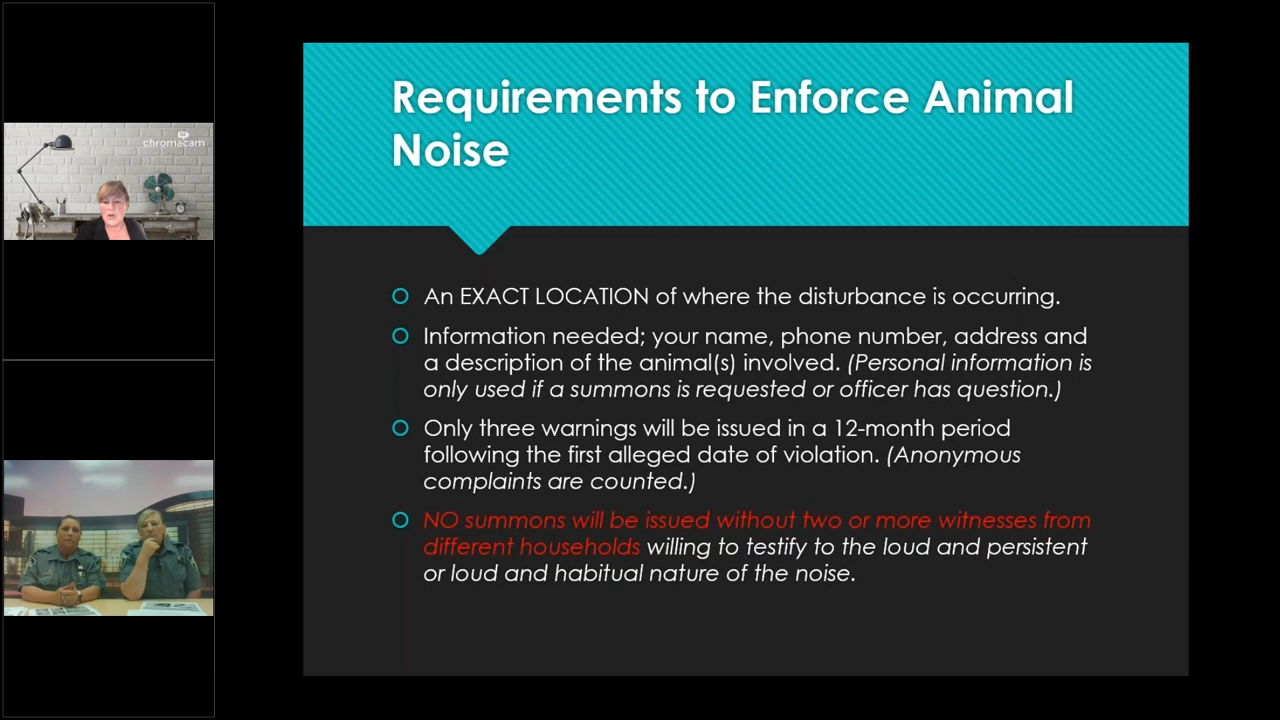 chromacam
Requirements to Enforce Animal
Noise
An EXACT LOCATION of where the disturbance is occurring.
Information needed; your name, phone number, address and
a description of the animal(s) involved. (Personal information is
only used if a summons is requested or officer has question.)
Only three warnings will be issued in a 12-month period
following the first alleged date of violation. (Anonymous
complaints are counted.)
NO summons will be issued without two or more witnesses from
different households willing to testify to the loud and persistent
or loud and habitual nature of the noise.